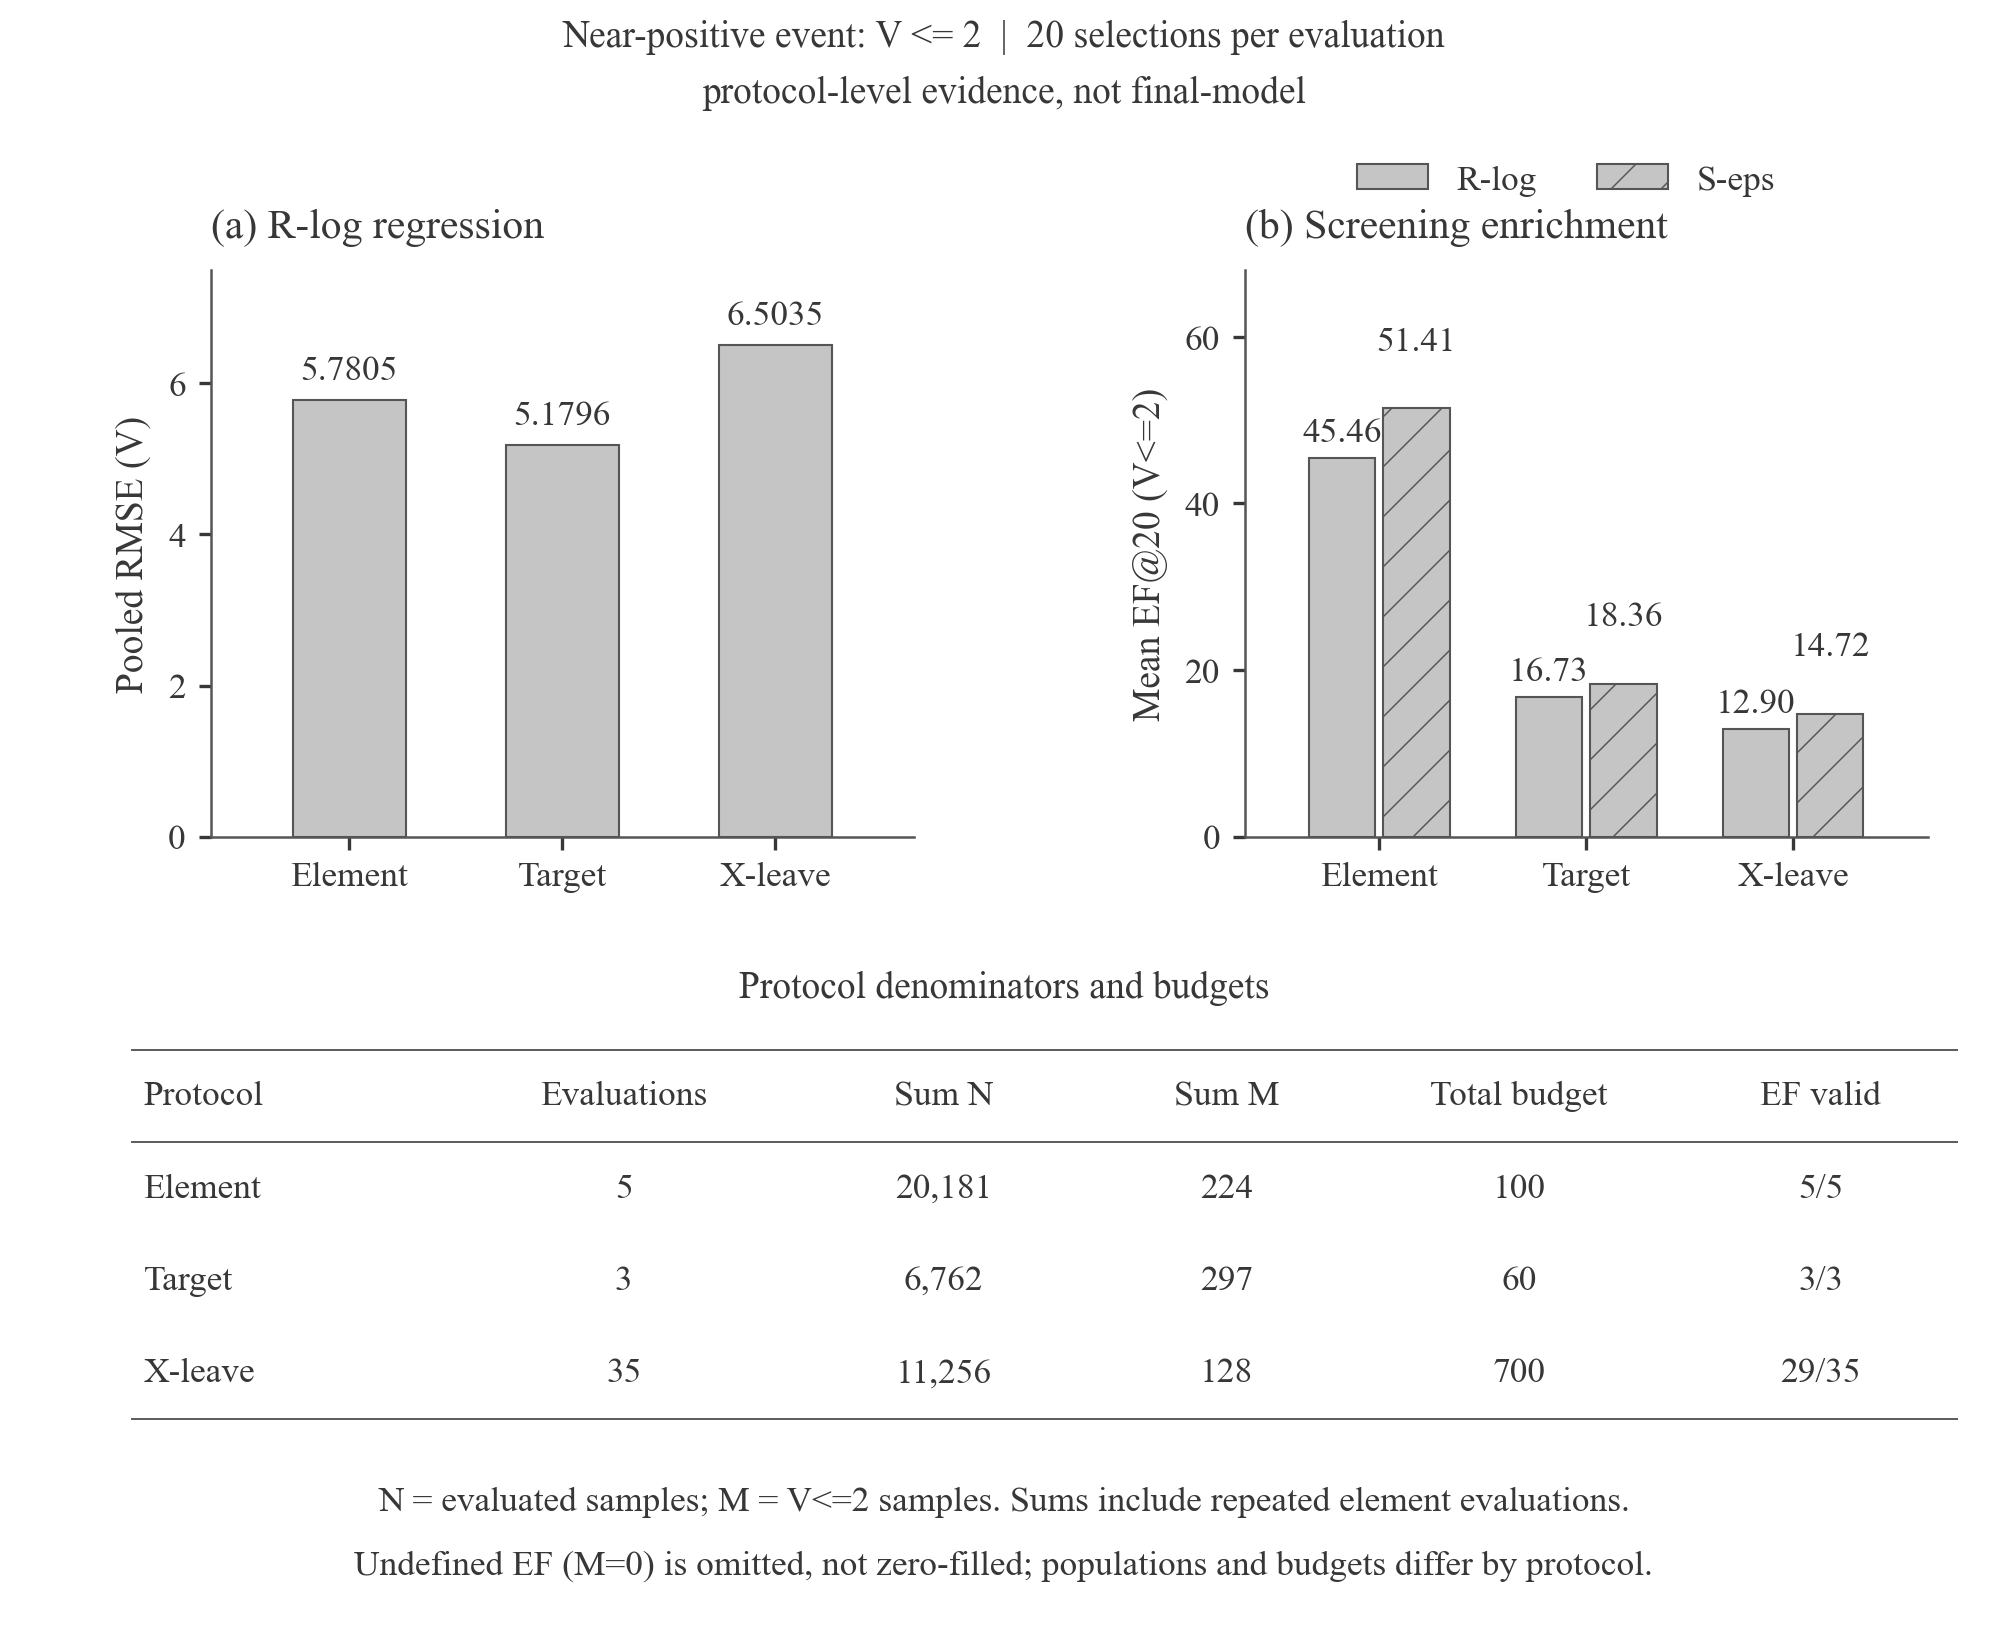 Near-positive event: V <= 2 | 20 selections per evaluation
protocol-level evidence, not final-model
(a) R-log regression
Pooled RMSE (V)
6
4
2
0
5.7805
5.1796
6.5035
Element
Target
X-leave
R-log
S-eps
(b) Screening enrichment
Mean EF@20 (V<=2)
60
40
20
0
45.46
51.41
16.73
18.36
12.90
14.72
Element
Target
X-leave
Protocol denominators and budgets
Protocol Evaluations Sum N Sum M Total budget EF valid
Element 5 20,181 224 100 5/5
Target 3 6,762 297 60 3/3
X-leave 35 11,256 128 700 29/35
N = evaluated samples; M = V<=2 samples. Sums include repeated element evaluations.
Undefined EF (M=0) is omitted, not zero-filled; populations and budgets differ by protocol.